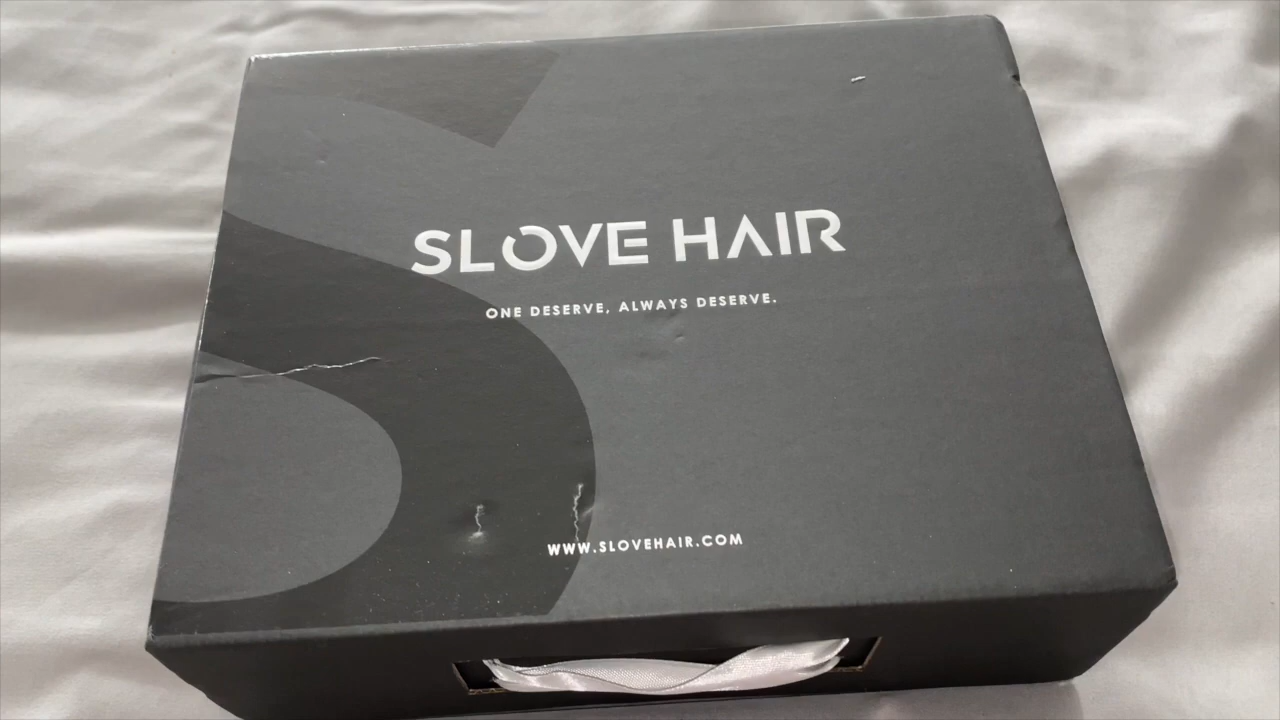 SLOVE HAIR
ONE DESERVE, ALWAYS DESERVE.
WWW.SLOVEHAIR.COM